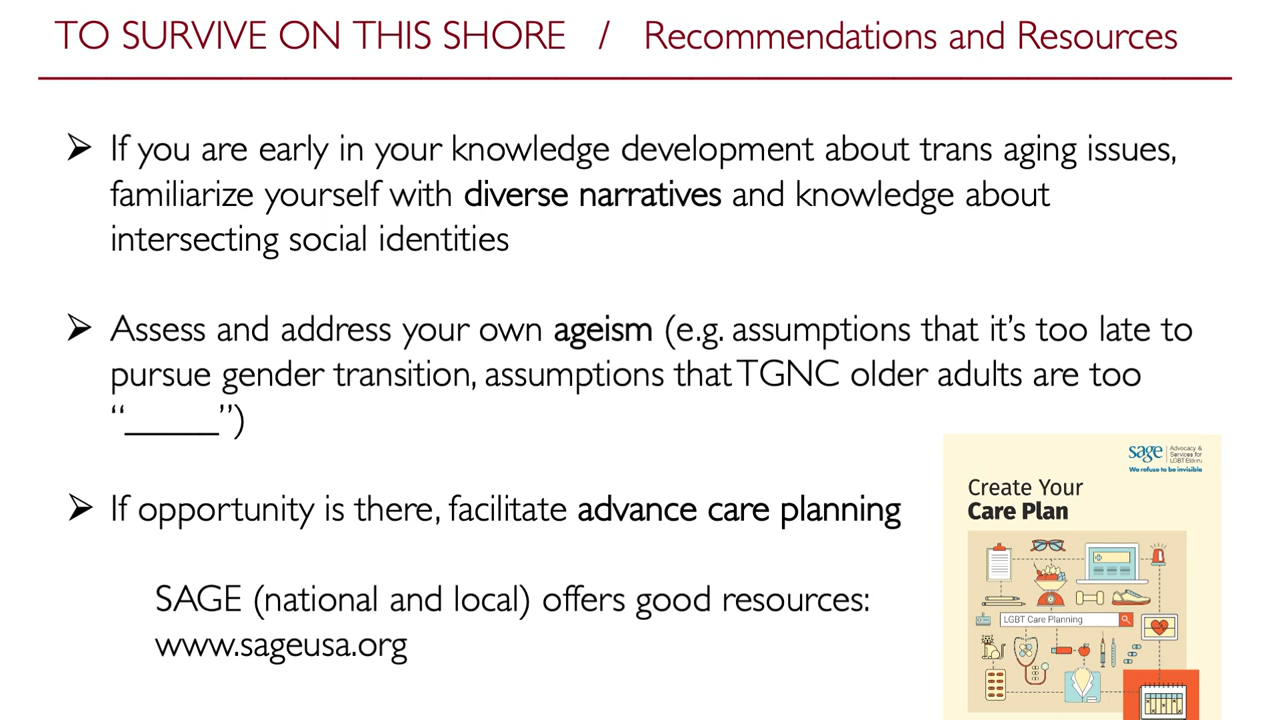 TO SURVIVE ON THIS SHORE / Recommendations and Resources
If you are early in your knowledge development about trans aging issues,
familiarize yourself with diverse narratives and knowledge about
intersecting social identities
Assess and address your own ageism (e.g. assumptions that it’s too late to
pursue gender transition, assumptions that TGNC older adults are too
“_____”)
If opportunity is there, facilitate advance care planning
SAGE (national and local) offers good resources:
www.sageusa.org
sage Advocacy &
Services for
LGBT Elders
We refuse to be invisible
Create Your
Care Plan
LGBT Care Planning